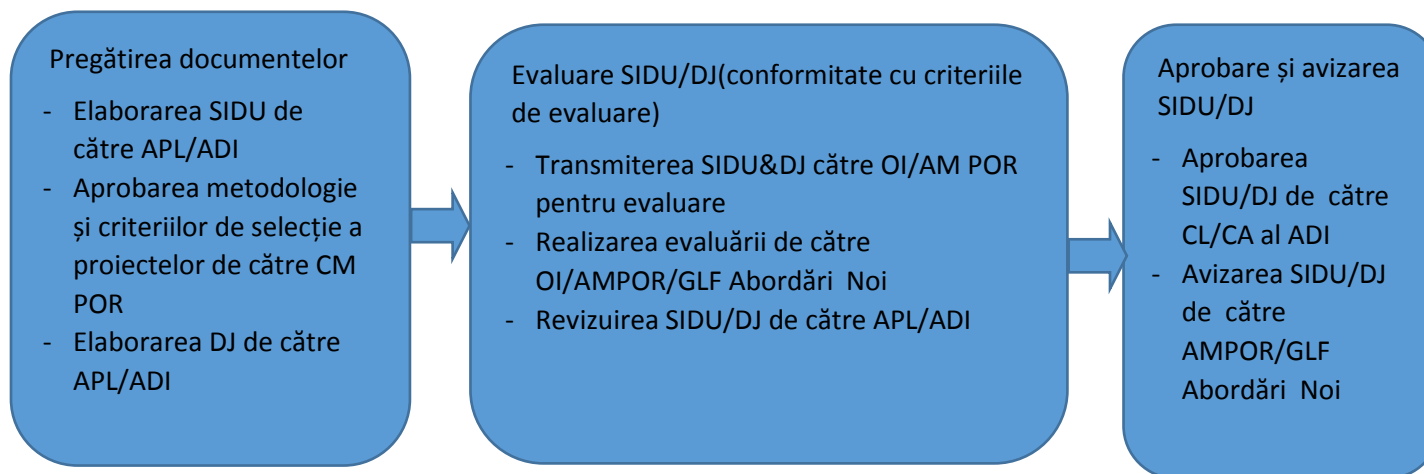 Pregătirea documentelor
- Elaborarea SIDU de
către APL/ADI
- Aprobarea metodologie
și criteriilor de selecție a
proiectelor de către CM
POR
- Elaborarea DJ de către
APL/ADI
Evaluare SIDU/DJ(conformitate cu criteriile
de evaluare)
- Transmiterea SIDU&DJ către OI/AM POR
pentru evaluare
- Realizarea evaluării de către
OI/AMPOR/GLF Abordări Noi
- Revizuirea SIDU/DJ de către APL/ADI
Aprobare și avizarea
SIDU/DJ
- Aprobarea
SIDU/DJ de către
CL/CA al ADI
- Avizarea SIDU/DJ
de către
AMPOR/GLF
Abordări Noi